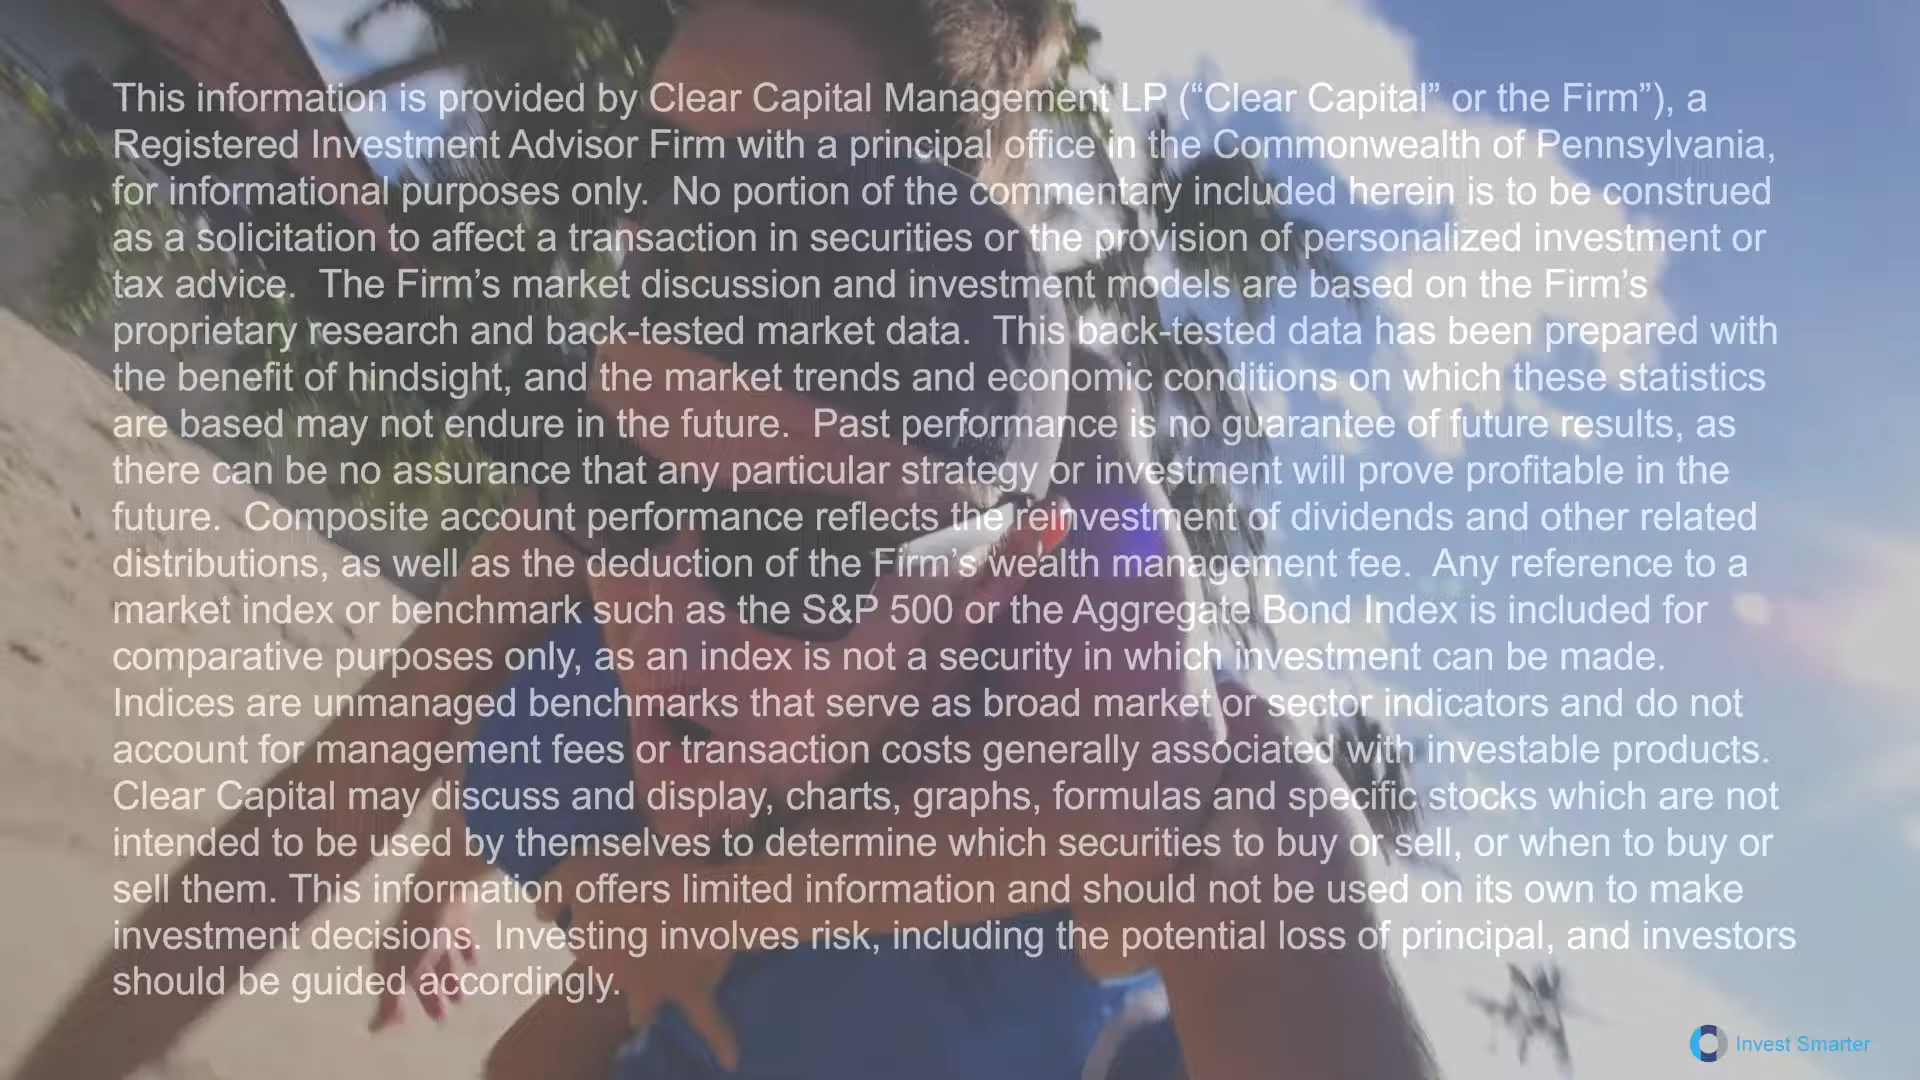 This information is provided by Clear Capital Management LP (“Clear Capital” or the Firm”), a
Registered Investment Advisor Firm with a principal office in the Commonwealth of Pennsylvania,
for informational purposes only.  No portion of the commentary included herein is to be construed
as a solicitation to affect a transaction in securities or the provision of personalized investment or
tax advice.  The Firm’s market discussion and investment models are based on the Firm’s
proprietary research and back-tested market data.  This back-tested data has been prepared with
the benefit of hindsight, and the market trends and economic conditions on which these statistics
are based may not endure in the future.  Past performance is no guarantee of future results, as
there can be no assurance that any particular strategy or investment will prove profitable in the
future.  Composite account performance reflects the reinvestment of dividends and other related
distributions, as well as the deduction of the Firm’s wealth management fee.  Any reference to a
market index or benchmark such as the S&P 500 or the Aggregate Bond Index is included for
comparative purposes only, as an index is not a security in which investment can be made.
Indices are unmanaged benchmarks that serve as broad market or sector indicators and do not
account for management fees or transaction costs generally associated with investable products.
Clear Capital may discuss and display, charts, graphs, formulas and specific stocks which are not
intended to be used by themselves to determine which securities to buy or sell, or when to buy or
sell them. This information offers limited information and should not be used on its own to make
investment decisions. Investing involves risk, including the potential loss of principal, and investors
should be guided accordingly.
Invest Smarter